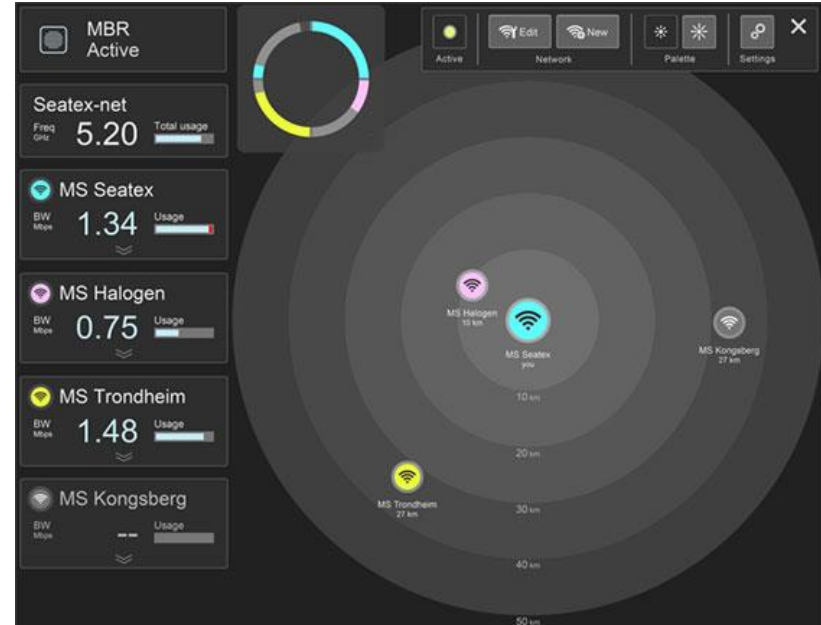 MBR
Active
Seatex-net
Freq
GHz
5.20
Total usage
MS Seatex
BW
Mbps
1.34
Usage
MS Halogen
BW
Mbps
0.75
Usage
MS Trondheim
BW
Mbps
1.48
Usage
MS Kongsberg
BW
Mbps
--
Usage
Active
Edit
New
Network
Palette
Settings
MS Halogen
10 km
MS Seatex
you
MS Kongsberg
27 km
MS Trondheim
27 km
10 km
20 km
30 km
40 km
50 km